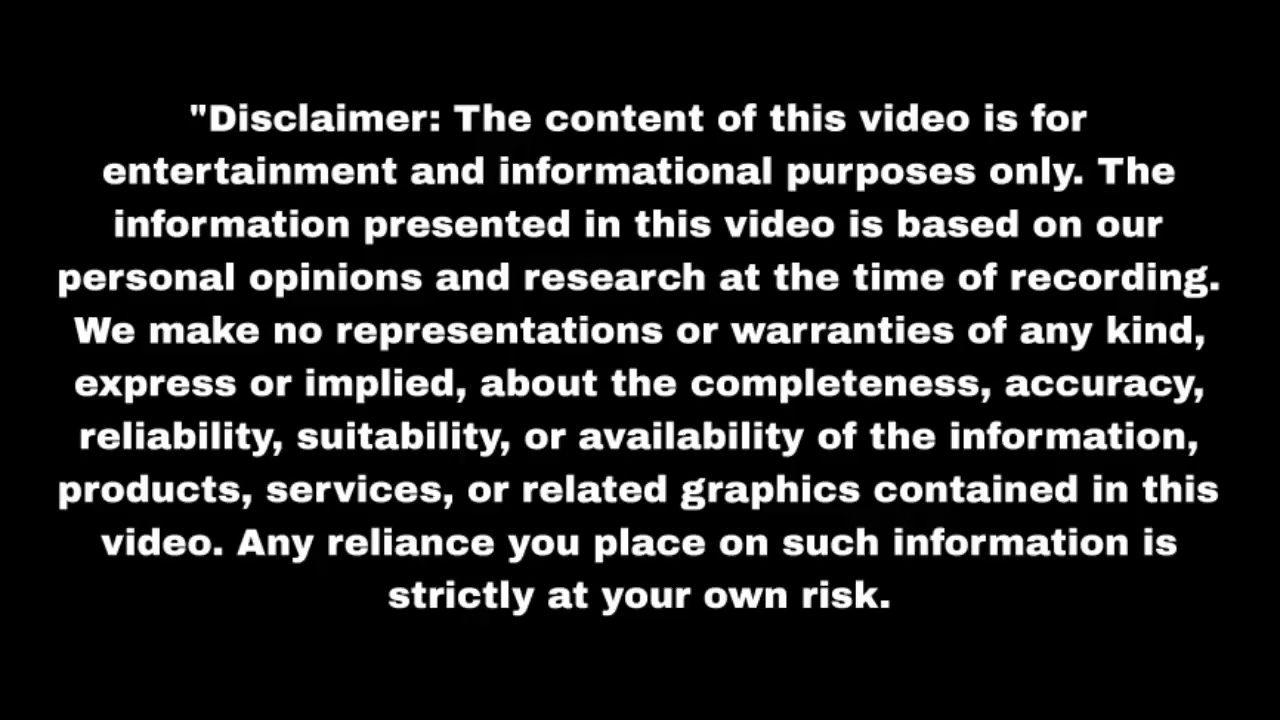 "Disclaimer: The content of this video is for
entertainment and informational purposes only. The
information presented in this video is based on our
personal opinions and research at the time of recording.
We make no representations or warranties of any kind,
express or implied, about the completeness, accuracy,
reliability, suitability, or availability of the information,
products, services, or related graphics contained in this
video. Any reliance you place on such information is
strictly at your own risk.